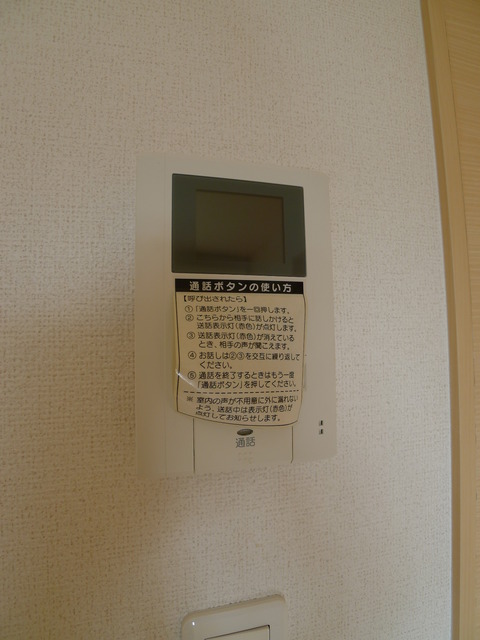 通話ボタンの使い方
【呼び出されたら】
①「通話ボタン」を一回押します。
②こちらから相手に話しかけると
送話表示灯(赤色)が点灯します。
③送話表示灯(赤色)が消えている
とき、相手の声が聞こえます。
④お話しは②③を交互に繰り返して
ください。
⑤通話を終了するときはもう一度
「通話ボタン」を押してください。
※室内の声が不用意に外に漏れない
よう、送話中は表示灯(赤色)が
点灯してお知らせします。
通話